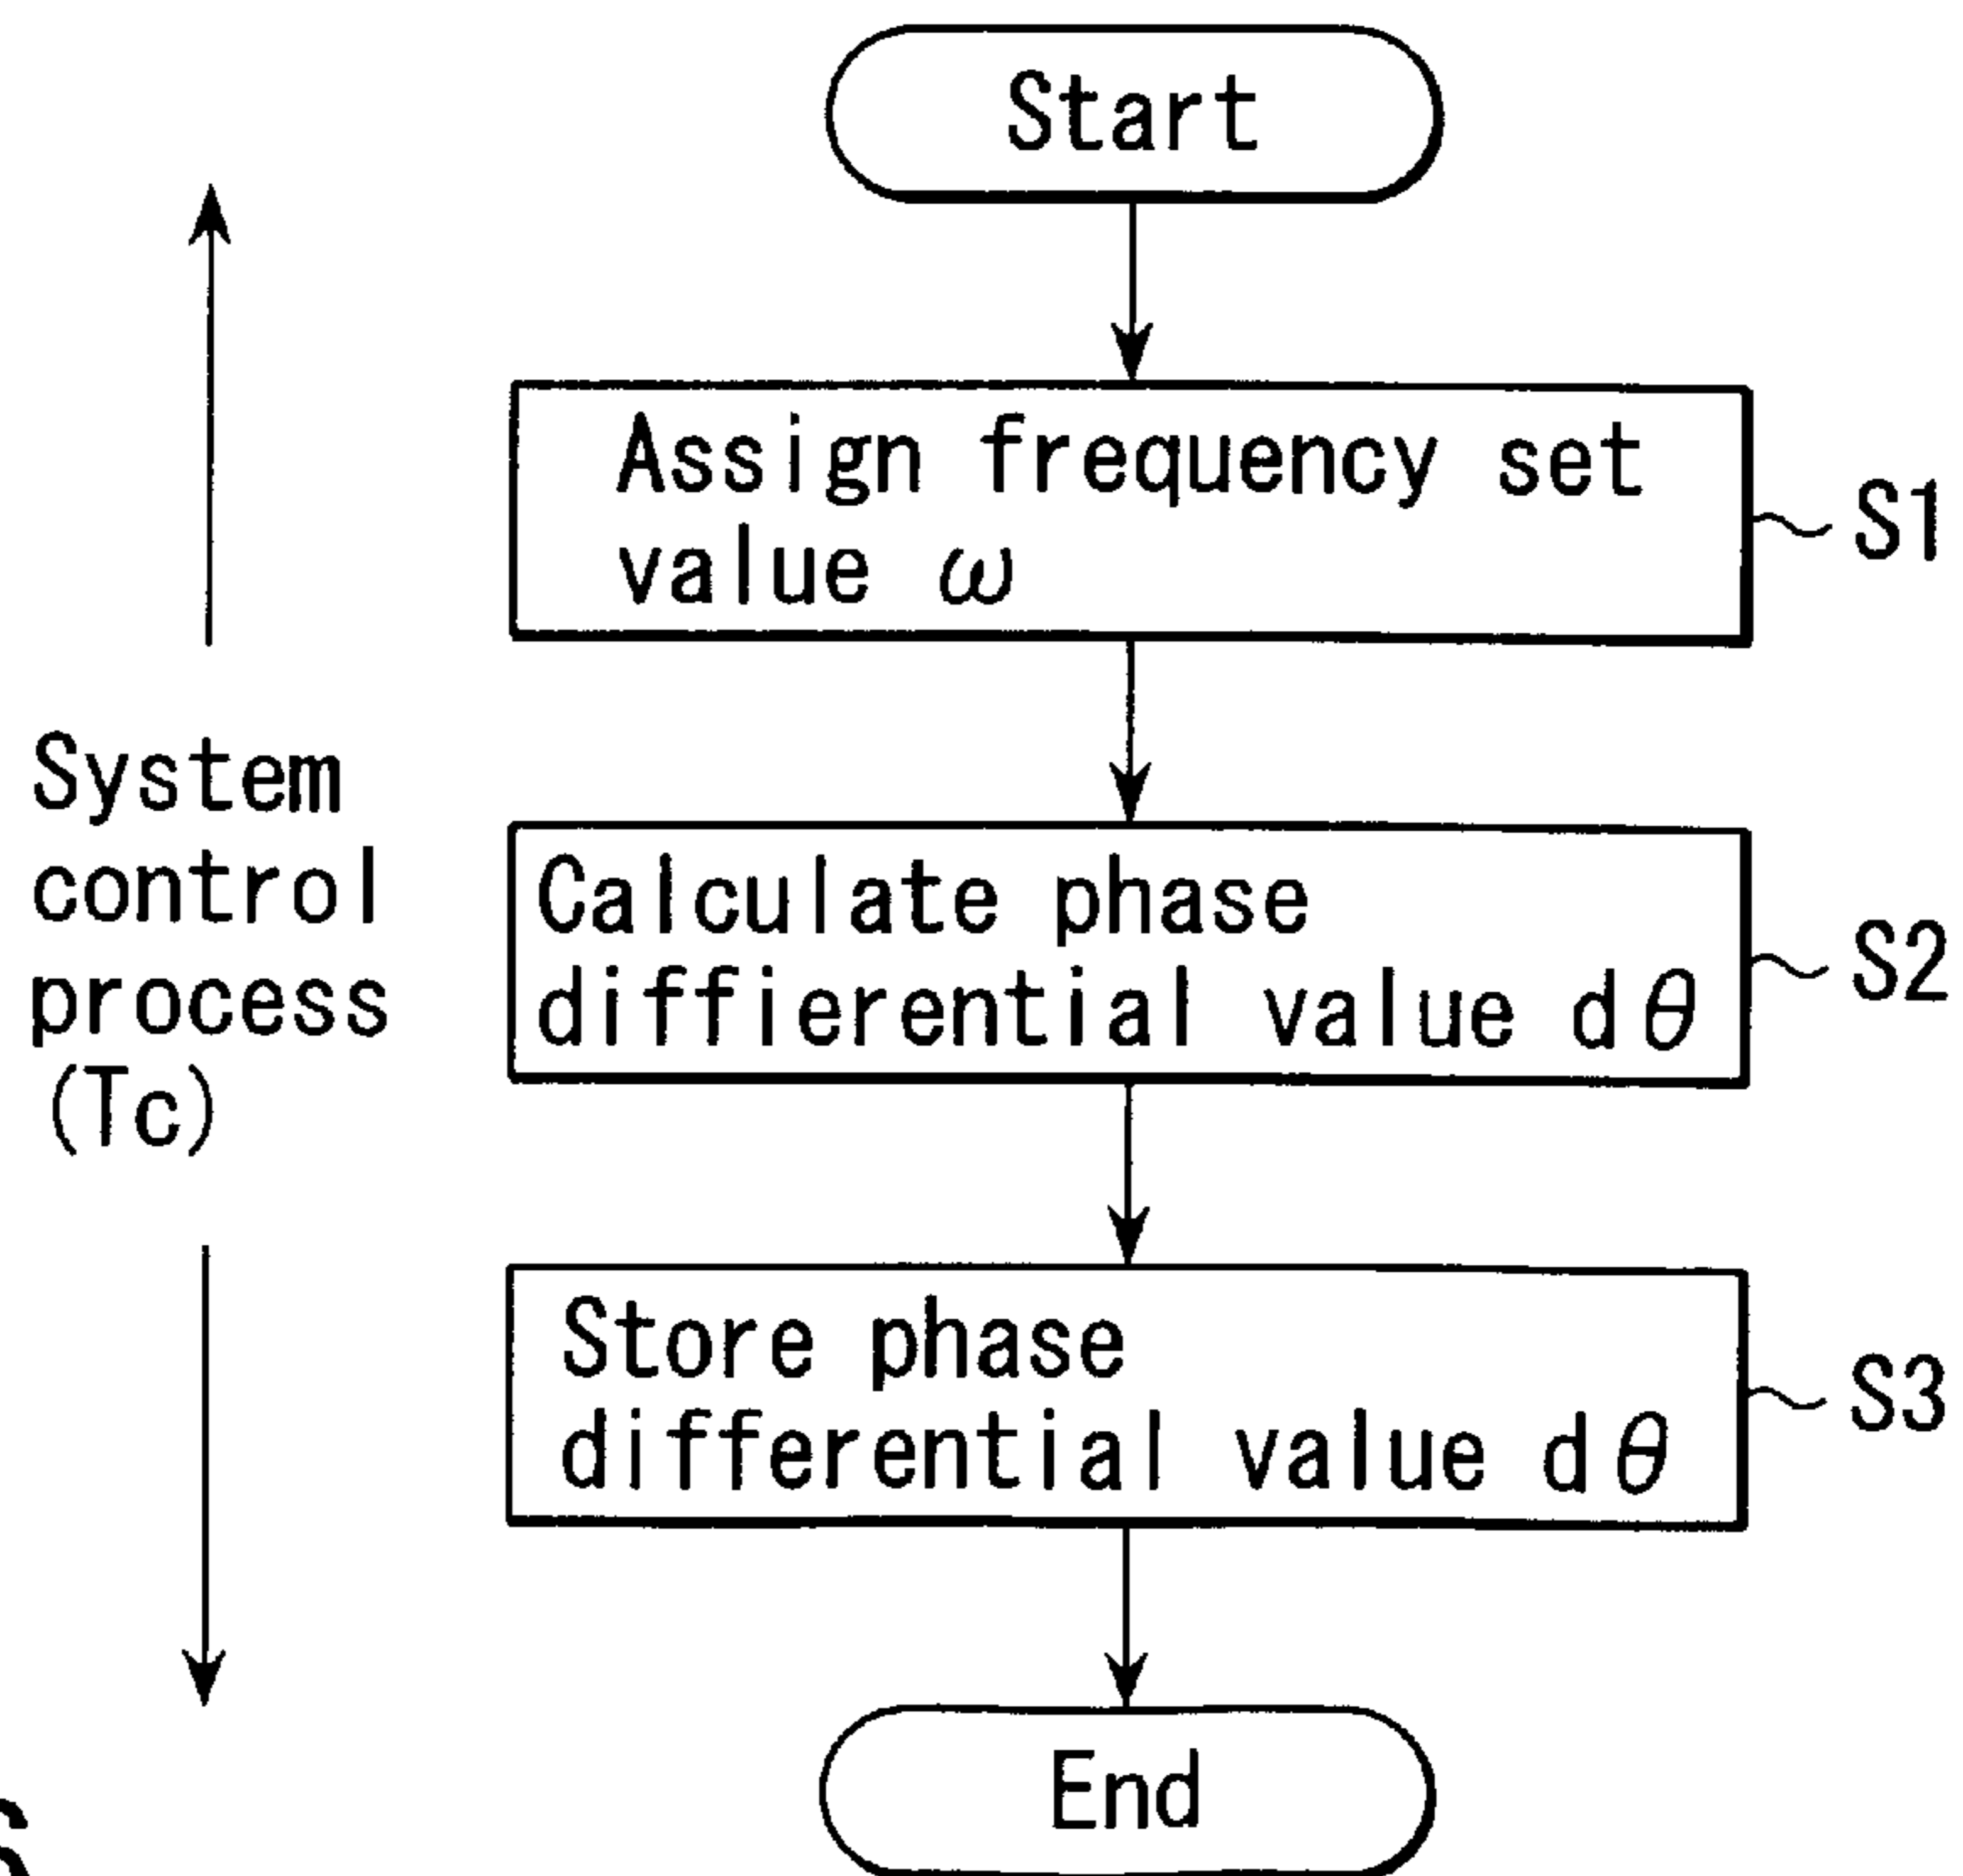 Start
Assign frequency set
value ω
S1
System
control
process
(Tc)
Calculate phase
diffierential value dθ
S2
Store phase
differential value dθ
S3
End